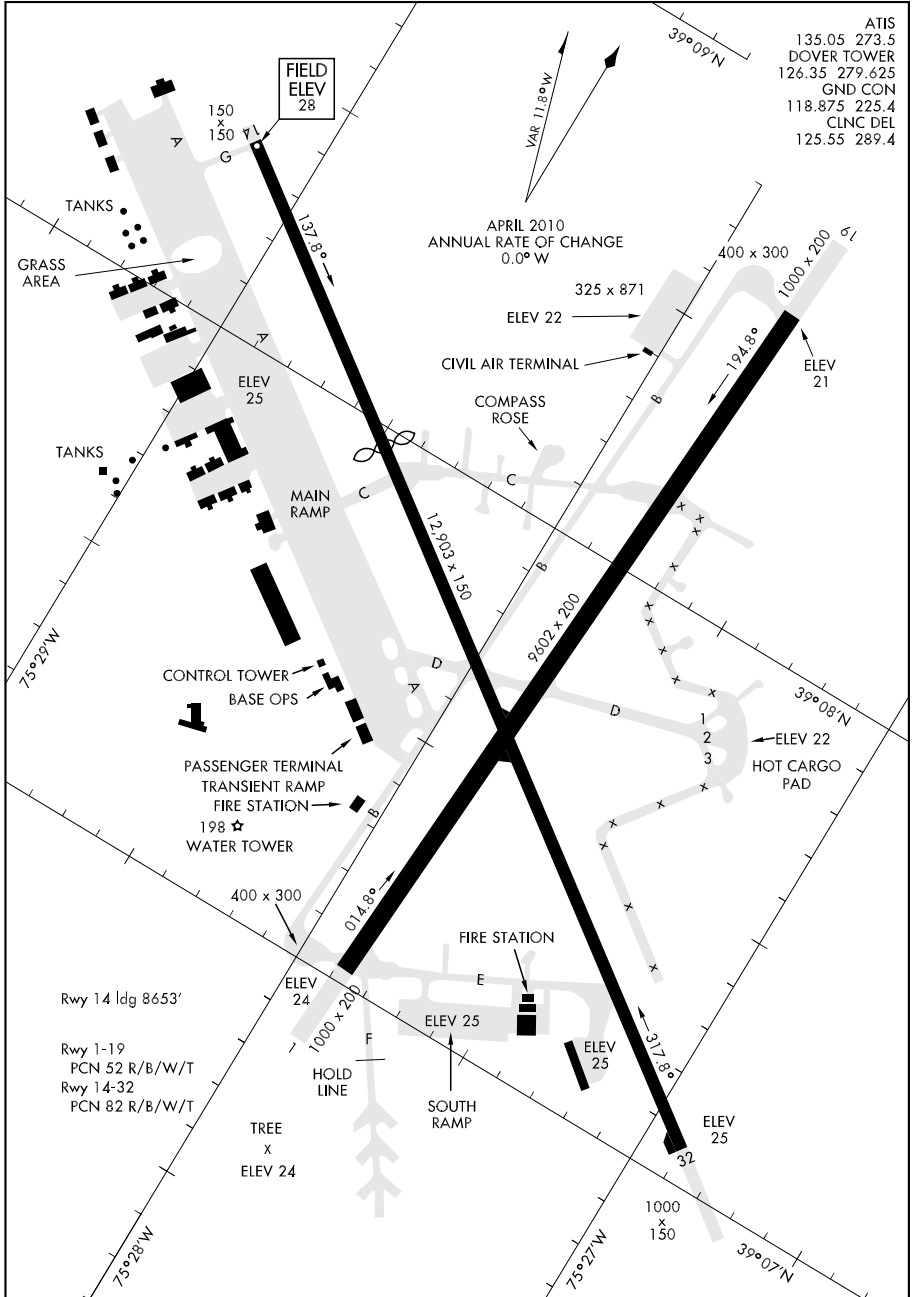 ATIS
135.05 273.5
DOVER TOWER
126.35 279.625
GND CON
118.875 225.4
CLNC DEL
125.55 289.4
39°09'N
FIELD
ELEV
28
150
x
150
14
A
G
VAR 11.8° W
TANKS
137.8°
APRIL 2010
ANNUAL RATE OF CHANGE
0.0° W
19
400 x 300
1000 x 200
GRASS
AREA
325 x 871
ELEV 22
A
CIVIL AIR TERMINAL
194.8°
ELEV
21
ELEV
25
B
COMPASS
ROSE
TANKS
MAIN
RAMP
C
C
12,903 x 150
B
9602 x 200
75°29'W
CONTROL TOWER
BASE OPS
D
A
D
39°08'N
1
2
3
ELEV 22
HOT CARGO
PAD
PASSENGER TERMINAL
TRANSIENT RAMP
FIRE STATION
B
198
WATER TOWER
400 x 300
014.8°
FIRE STATION
ELEV
24
E
Rwy 14 ldg 8653'
1000 x 200
1
ELEV 25
F
317.8°
Rwy 1-19
PCN 52 R/B/W/T
Rwy 14-32
PCN 82 R/B/W/T
HOLD
LINE
SOUTH
RAMP
ELEV
25
ELEV
25
TREE
x
ELEV 24
32
1000
x
150
75°28'W
75°27'W
39°07'N